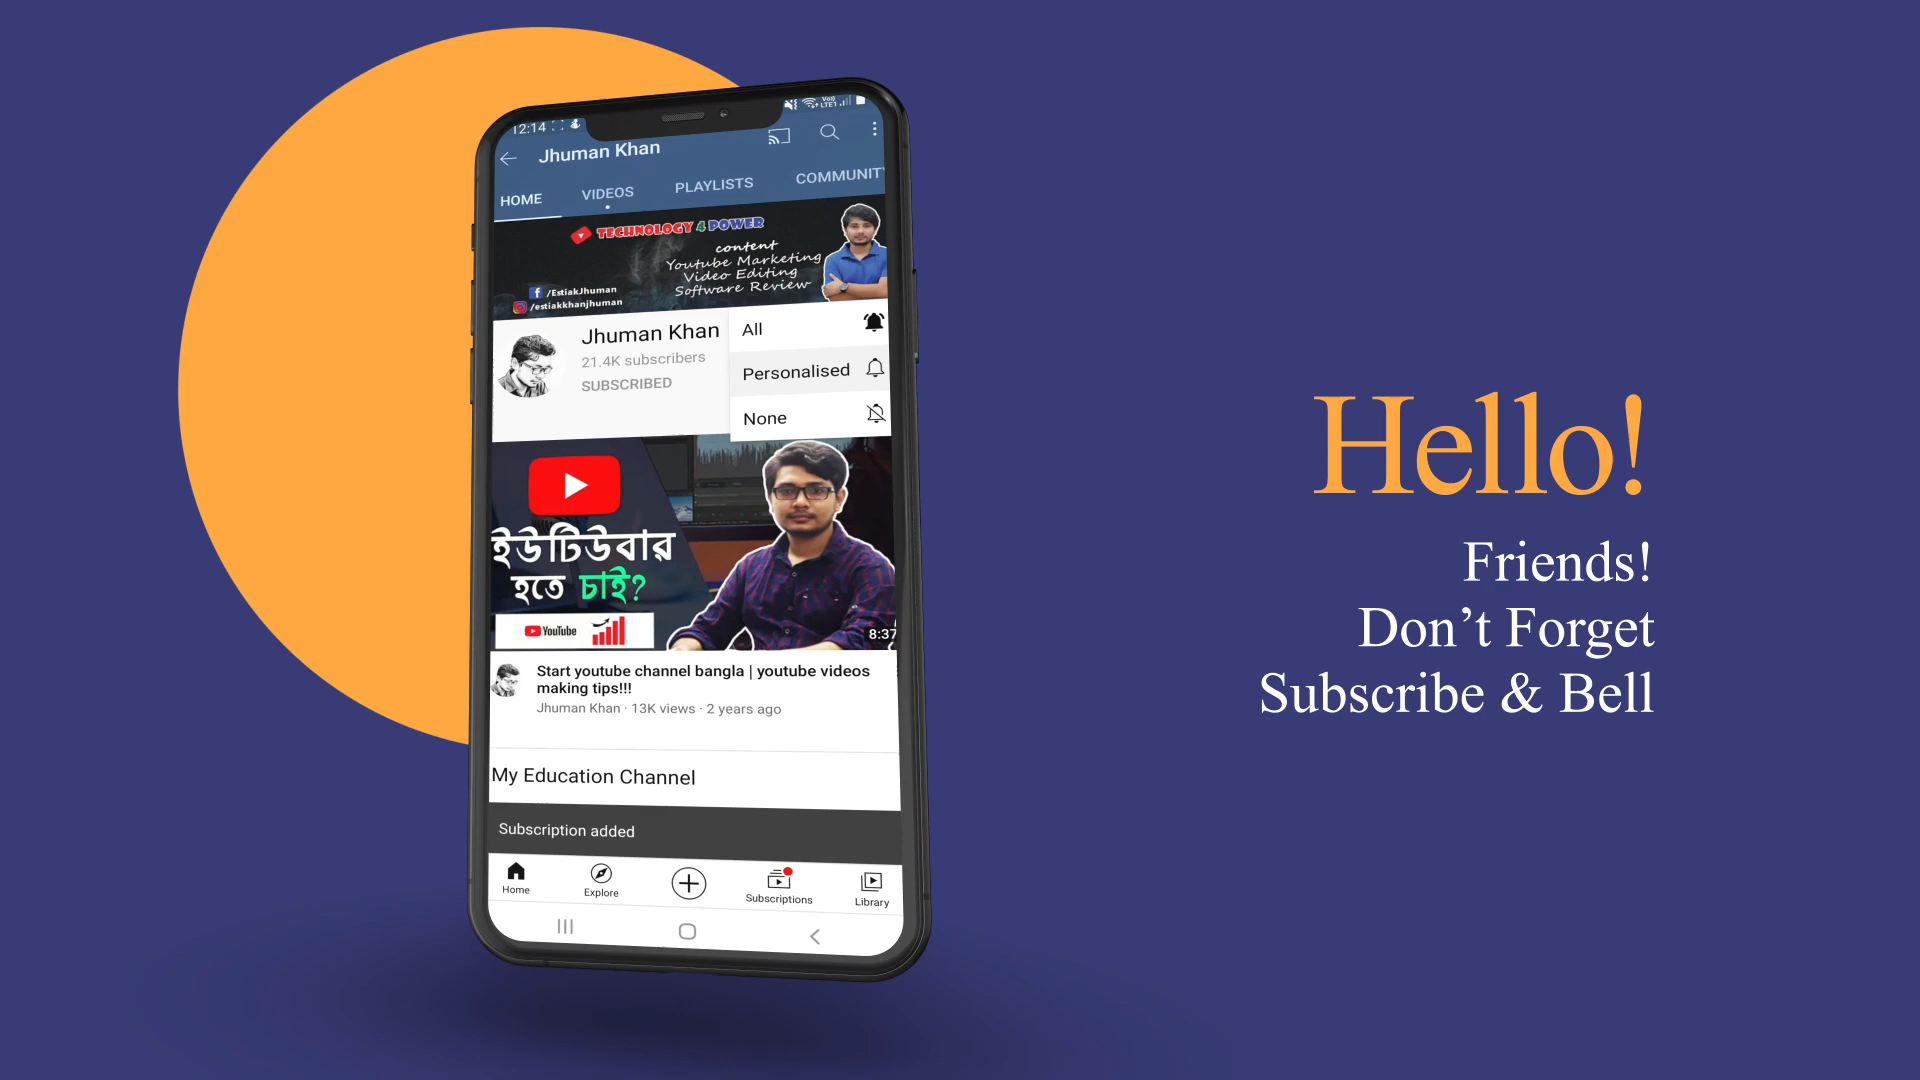 12:14
Jhuman Khan
HOME VIDEOS PLAYLISTS COMMUNITY
TECHNOLOGY 4 POWER
content
Youtube Marketing
Video Editing
Software Review
/EstiakJhuman
/estiakkhanjhuman
Jhuman Khan
21.4K subscribers
SUBSCRIBED
All
Personalised
None
ইউটিউবার
হতে চাই?
YouTube
8:37
Start youtube channel bangla | youtube videos
making tips!!!
Jhuman Khan · 13K views · 2 years ago
My Education Channel
Subscription added
Home Explore Subscriptions Library
Hello!
Friends!
Don’t Forget
Subscribe & Bell